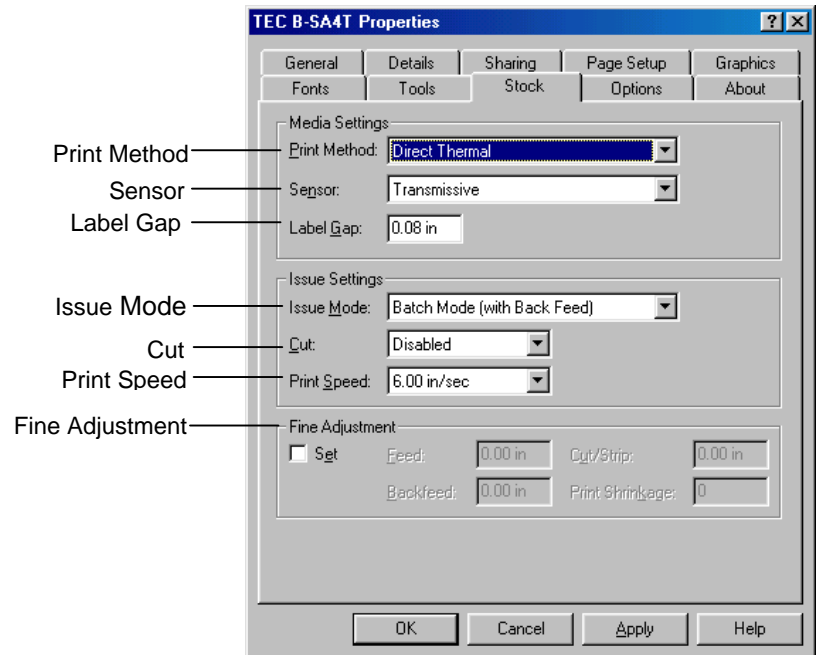 TEC B-SA4T Properties
General Details Sharing Page Setup Graphics
Fonts Tools Stock Options About
Media Settings
Print Method Print Method: Direct Thermal
Sensor Sensor: Transmissive
Label Gap Label Gap: 0.08 in
Issue Settings
Issue Mode Issue Mode: Batch Mode (with Back Feed)
Cut Cut: Disabled
Print Speed Print Speed: 6.00 in/sec
Fine Adjustment Fine Adjustment
Set Feed: 0.00 in Cut/Strip: 0.00 in
Backfeed: 0.00 in Print Shrinkage: 0
OK Cancel Apply Help